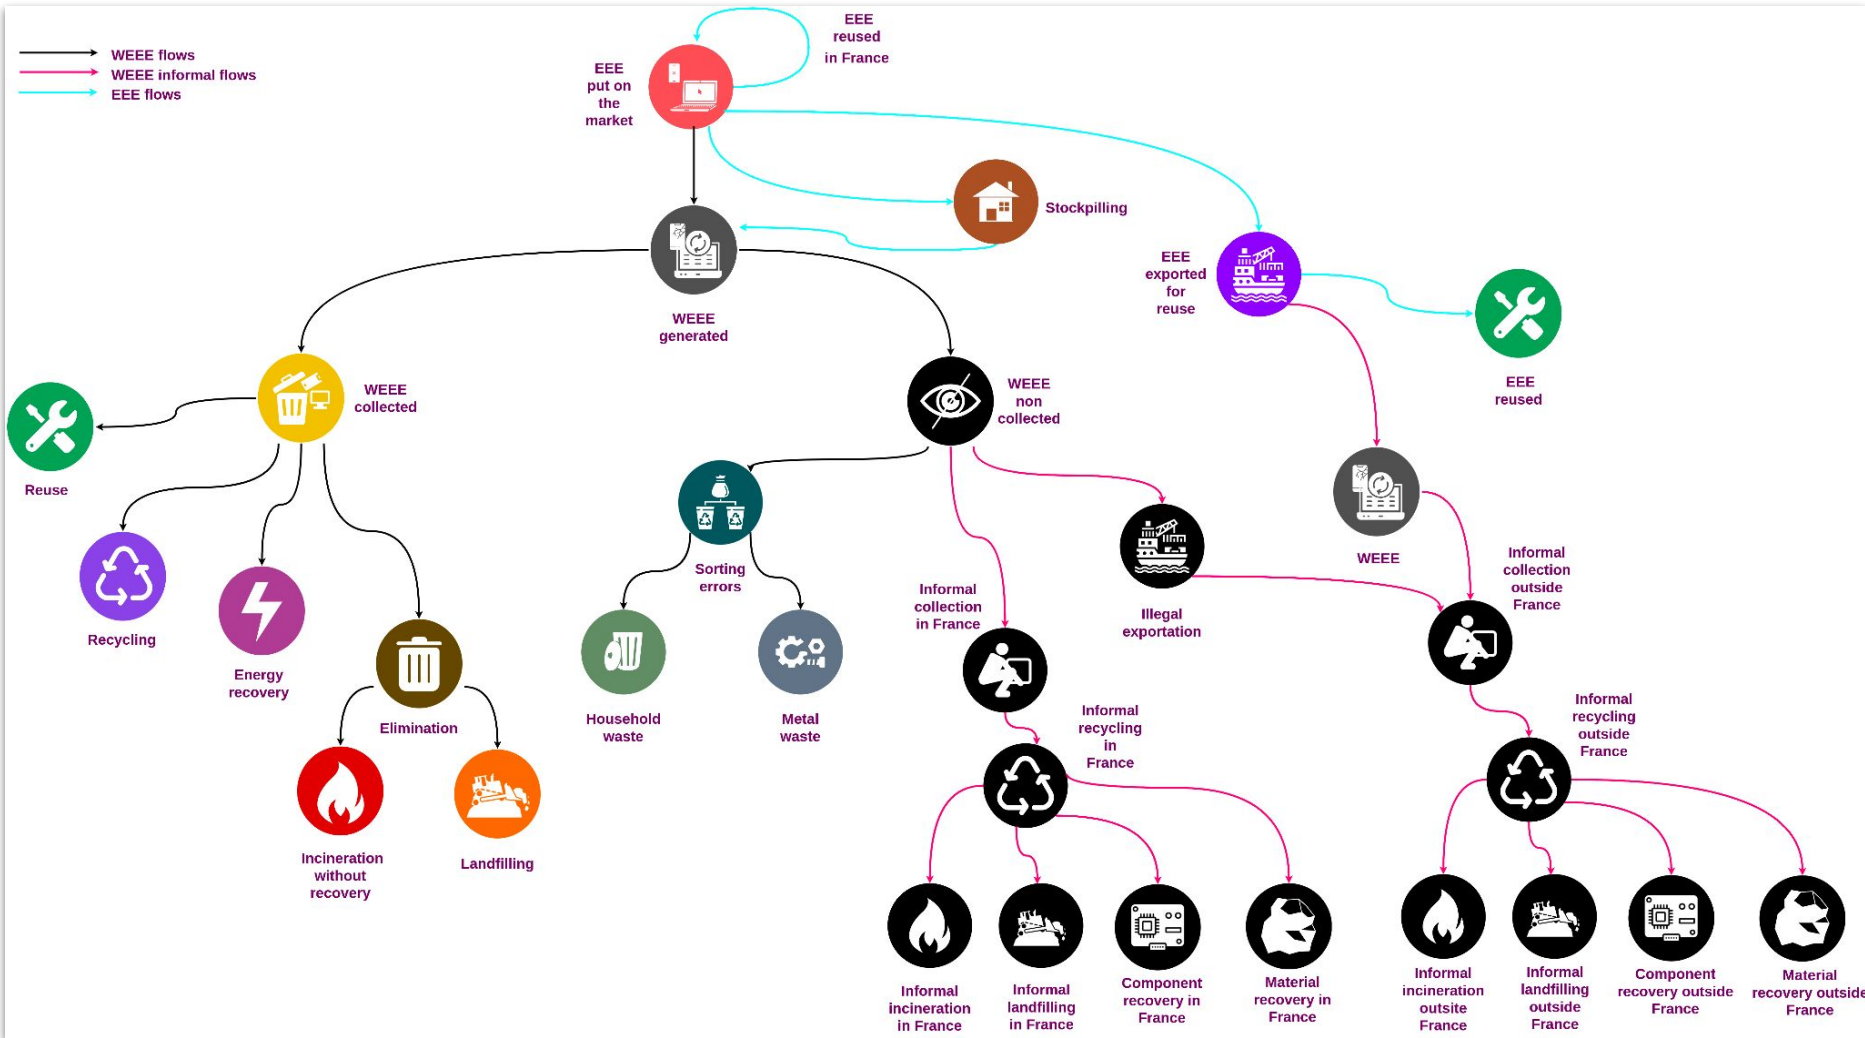 WEEE flows
WEEE informal flows
EEE flows
EEE
reused
in France
EEE
put on
the
market
Stockpilling
WEEE
generated
EEE
exported
for
reuse
EEE
reused
WEEE
collected
WEEE
non
collected
Reuse
Recycling
Energy
recovery
Elimination
Incineration
without
recovery
Landfilling
Sorting
errors
Household
waste
Metal
waste
Informal
collection
in France
Illegal
exportation
WEEE
Informal
collection
outside
France
Informal
recycling
in
France
Informal
recycling
outside
France
Informal
incineration
in France
Informal
landfilling
in France
Component
recovery in
France
Material
recovery in
France
Informal
incineration
outsite
France
Informal
landfilling
outside
France
Component
recovery outside
France
Material
recovery outside
France